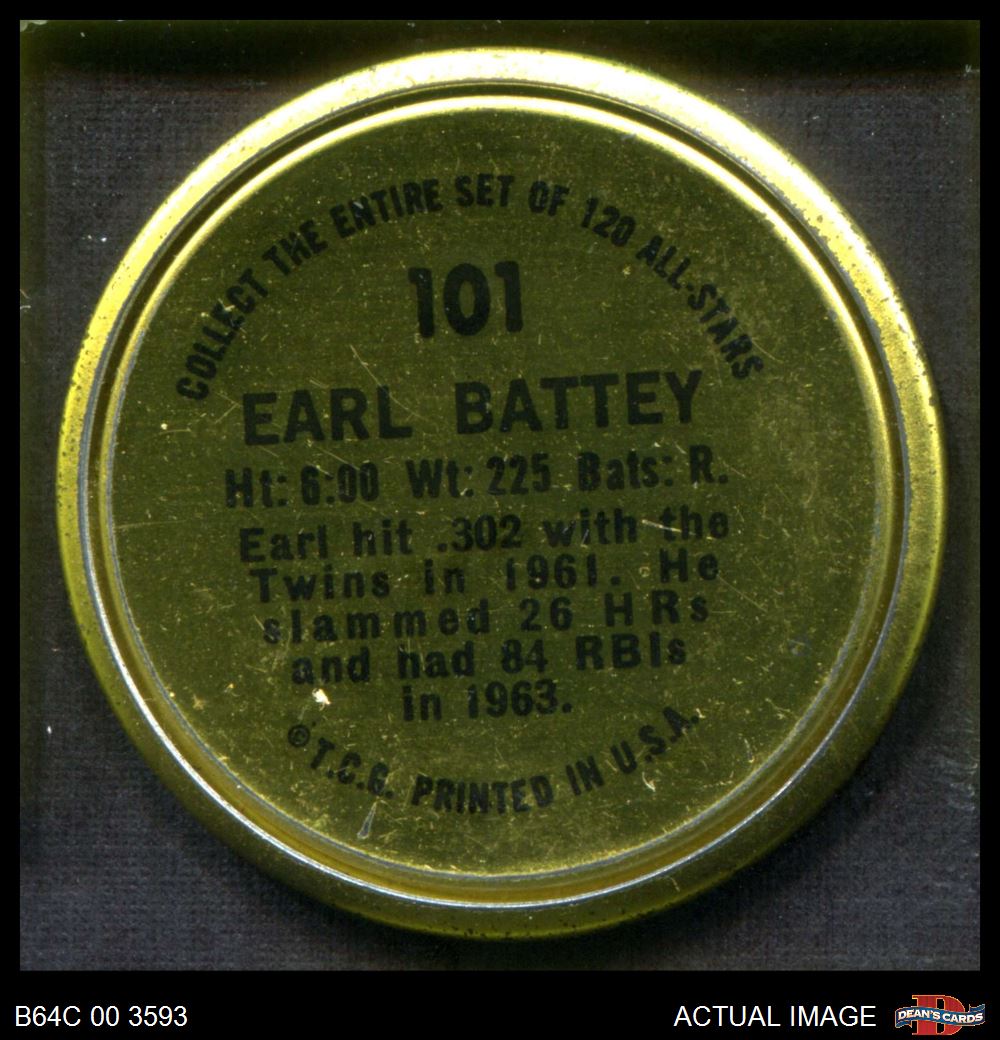 COLLECT THE ENTIRE SET OF 120 ALL-STARS
101
EARL BATTEY
Ht: 6:00 Wt: 225 Bats: R.
Earl hit .302 with the
Twins in 1961. He
slammed 26 HRs
and had 84 RBIs
in 1963.
© T.C.G. PRINTED IN U.S.A.
B64C 00 3593
ACTUAL IMAGE
D
DEAN'S CARDS